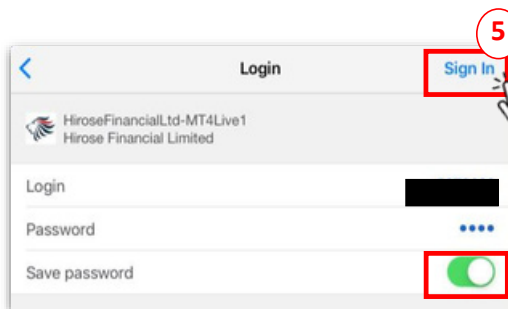 5
Login
Sign In
HiroseFinancialLtd-MT4Live1
Hirose Financial Limited
Login
Password
••••
Save password